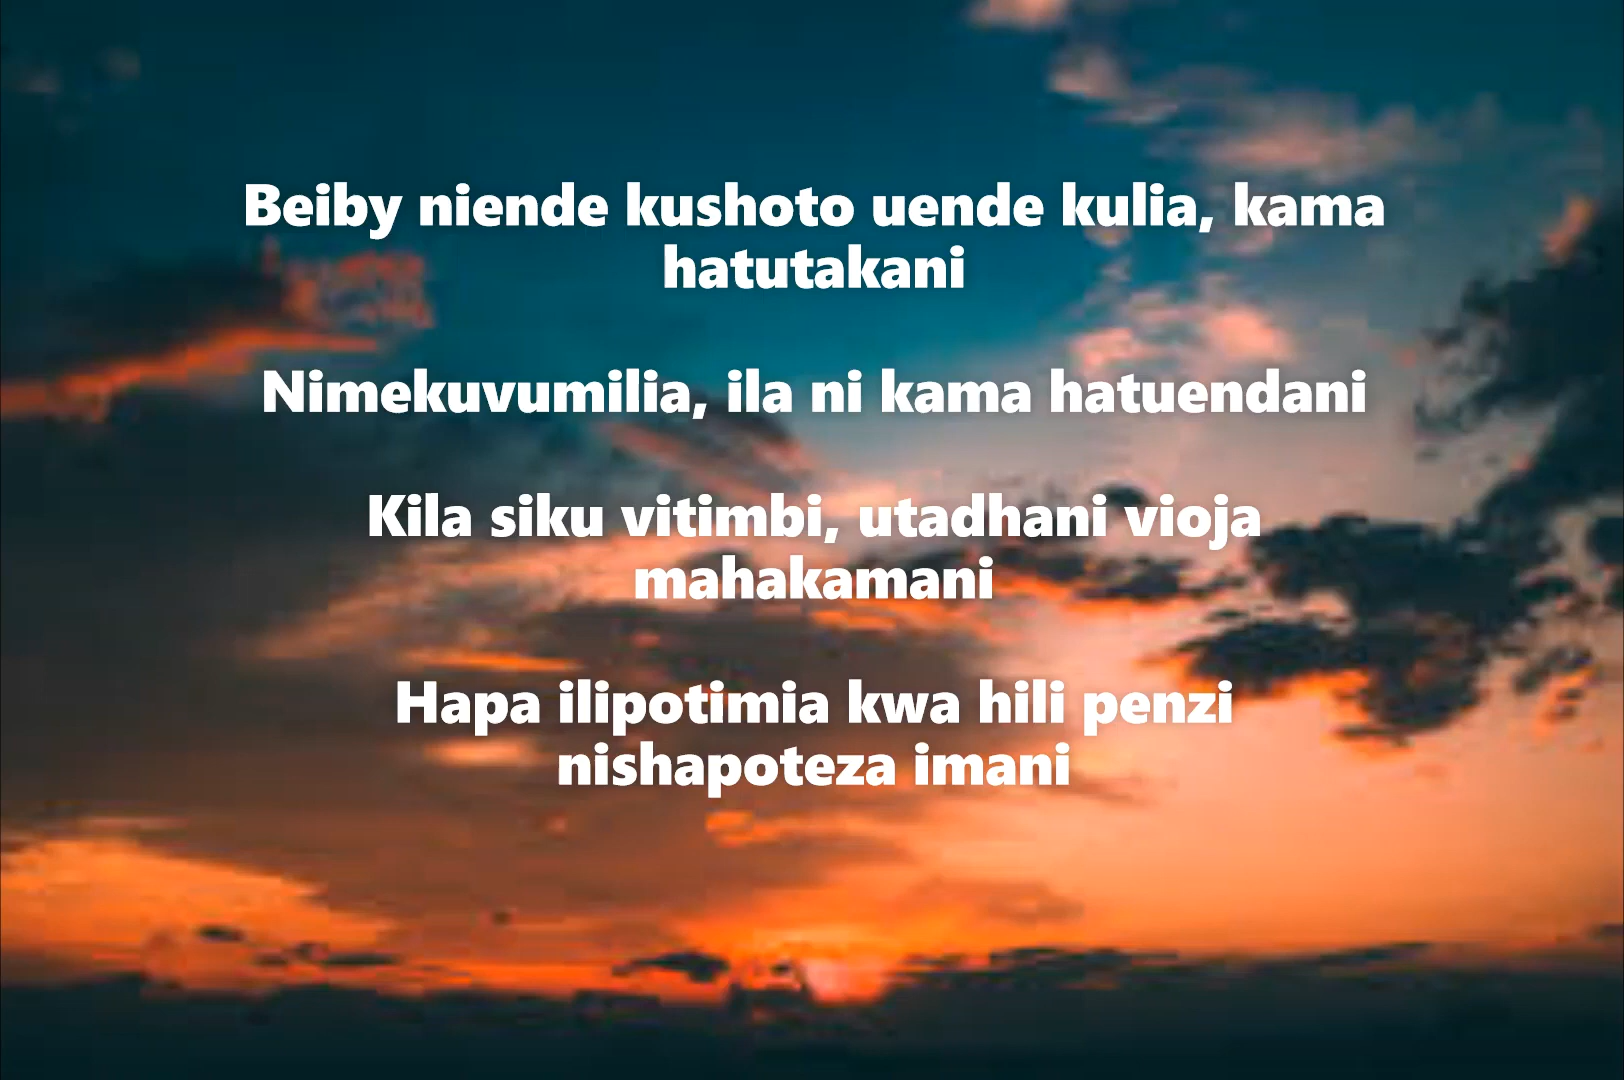 Beiby niende kushoto uende kulia, kama
hatutakani
Nimekuvumilia, ila ni kama hatuendani
Kila siku vitimbi, utadhani vioja
mahakamani
Hapa ilipotimia kwa hili penzi
nishapoteza imani